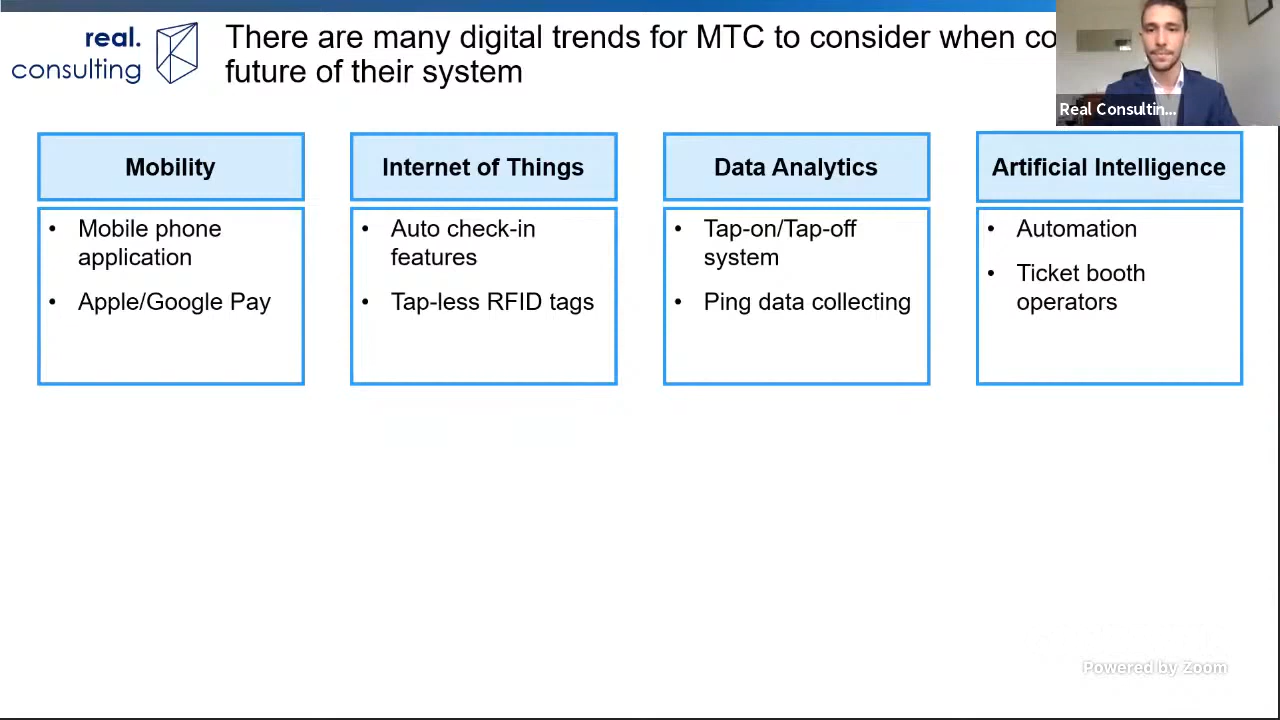 real.
consulting
There are many digital trends for MTC to consider when co
future of their system
Real Consultin...
Mobility
Internet of Things
Data Analytics
Artificial Intelligence
• Mobile phone
application
• Apple/Google Pay
• Auto check-in
features
• Tap-less RFID tags
• Tap-on/Tap-off
system
• Ping data collecting
• Automation
• Ticket booth
operators
Powered by Zoom